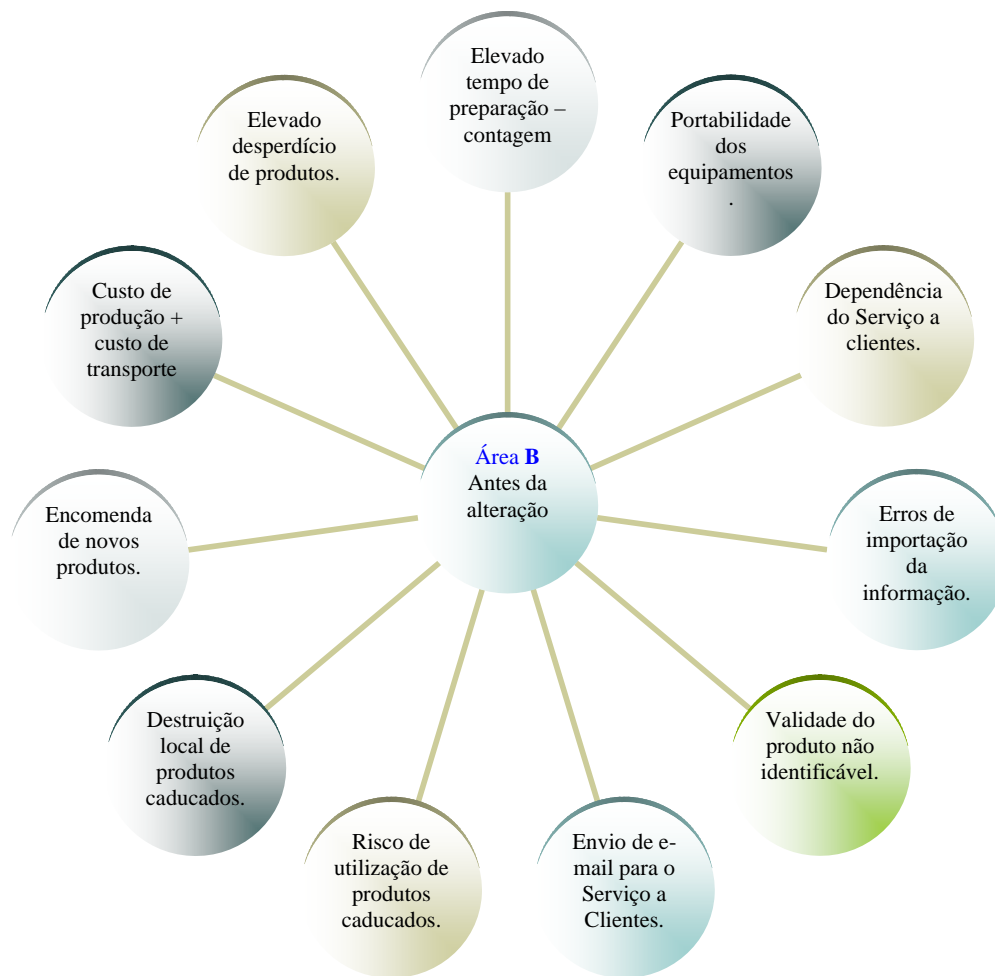 Elevado
tempo de
preparação –
contagem
Portabilidade
dos
equipamentos
.
Dependência
do Serviço a
clientes.
Erros de
importação
da
informação.
Validade do
produto não
identificável.
Envio de e-
mail para o
Serviço a
Clientes.
Risco de
utilização de
produtos
caducados.
Destruição
local de
produtos
caducados.
Encomenda
de novos
produtos.
Custo de
produção +
custo de
transporte
Elevado
desperdício
de produtos.
Área B
Antes da
alteração